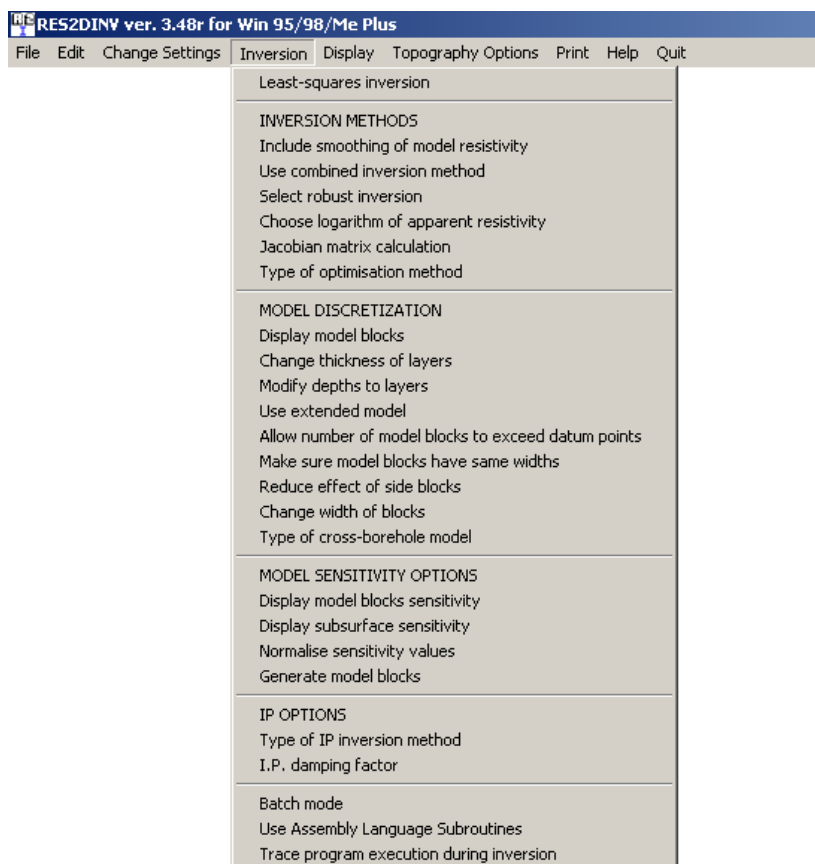 RES2DINV ver. 3.48r for Win 95/98/Me Plus
File Edit Change Settings Inversion Display Topography Options Print Help Quit
Least-squares inversion
INVERSION METHODS
Include smoothing of model resistivity
Use combined inversion method
Select robust inversion
Choose logarithm of apparent resistivity
Jacobian matrix calculation
Type of optimisation method
MODEL DISCRETIZATION
Display model blocks
Change thickness of layers
Modify depths to layers
Use extended model
Allow number of model blocks to exceed datum points
Make sure model blocks have same widths
Reduce effect of side blocks
Change width of blocks
Type of cross-borehole model
MODEL SENSITIVITY OPTIONS
Display model blocks sensitivity
Display subsurface sensitivity
Normalise sensitivity values
Generate model blocks
IP OPTIONS
Type of IP inversion method
I.P. damping factor
Batch mode
Use Assembly Language Subroutines
Trace program execution during inversion